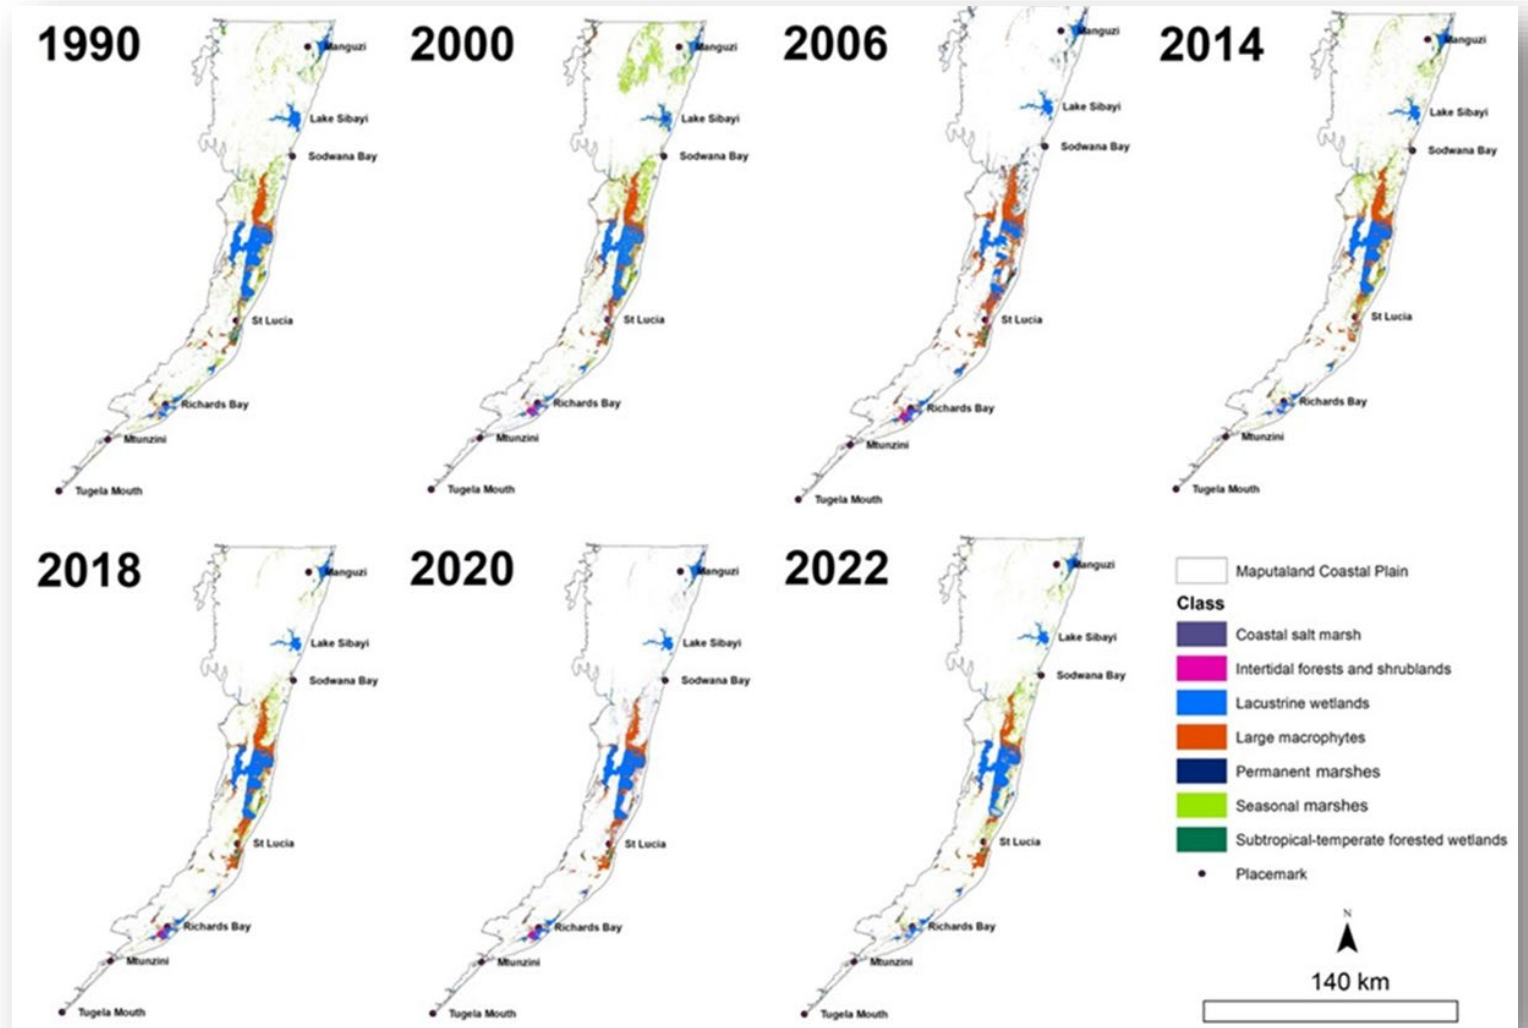 1990
Manguzi
Lake Sibayi
Sodwana Bay
St Lucia
Richards Bay
Mtunzini
Tugela Mouth
2000
Manguzi
Lake Sibayi
Sodwana Bay
St Lucia
Richards Bay
Mtunzini
Tugela Mouth
2006
Manguzi
Lake Sibayi
Sodwana Bay
St Lucia
Richards Bay
Mtunzini
Tugela Mouth
2014
Manguzi
Lake Sibayi
Sodwana Bay
St Lucia
Richards Bay
Mtunzini
Tugela Mouth
2018
Manguzi
Lake Sibayi
Sodwana Bay
St Lucia
Richards Bay
Mtunzini
Tugela Mouth
2020
Manguzi
Lake Sibayi
Sodwana Bay
St Lucia
Richards Bay
Mtunzini
Tugela Mouth
2022
Manguzi
Lake Sibayi
Sodwana Bay
St Lucia
Richards Bay
Mtunzini
Tugela Mouth
Maputaland Coastal Plain
Class
Coastal salt marsh
Intertidal forests and shrublands
Lacustrine wetlands
Large macrophytes
Permanent marshes
Seasonal marshes
Subtropical-temperate forested wetlands
Placemark
N
140 km